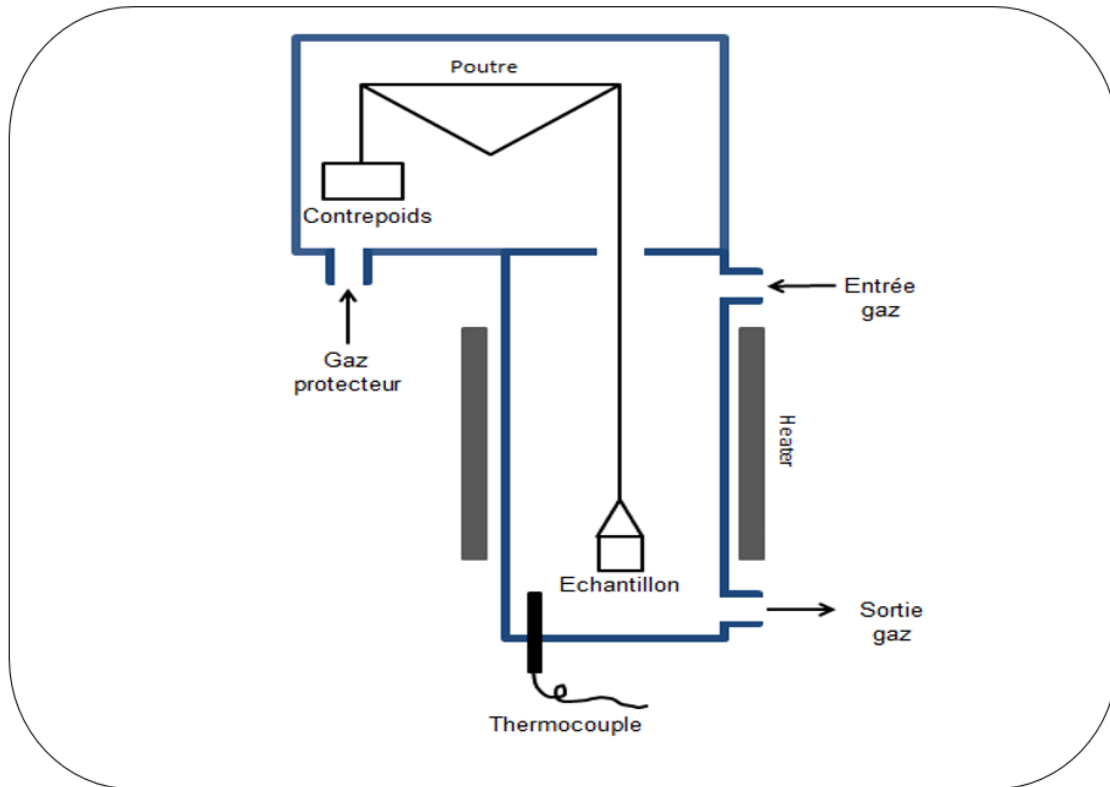 Poutre
Contrepoids
Entrée
gaz
Gaz
protecteur
Heater
Echantillon
Sortie
gaz
Thermocouple